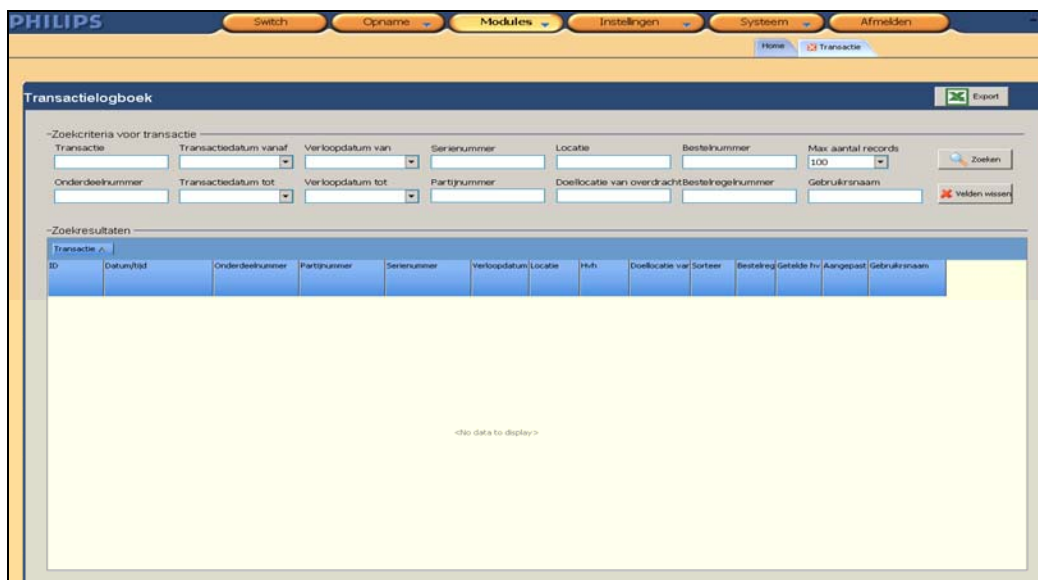 PHILIPS Switch Opname Modules Instellingen Systeem Afmelden
Home Transactie
Transactielogboek Export
Zoekcriteria voor transactie
Transactie Transactiedatum vanaf Verloopdatum van Serienummer Locatie Bestelnummer Max aantal records
100 Zoeken
Onderdeelnummer Transactiedatum tot Verloopdatum tot Partijnummer Doellocatie van overdracht Bestelregelnummer Gebruikrsnaam
Velden wissen
Zoekresultaten
Transactie
ID Datum/tijd Onderdeelnummer Partijnummer Serienummer Verloopdatum Locatie Hvh Doellocatie var Sorteer Bestelreg Getelde hv Aangepast Gebruikrsnaam
<No data to display>